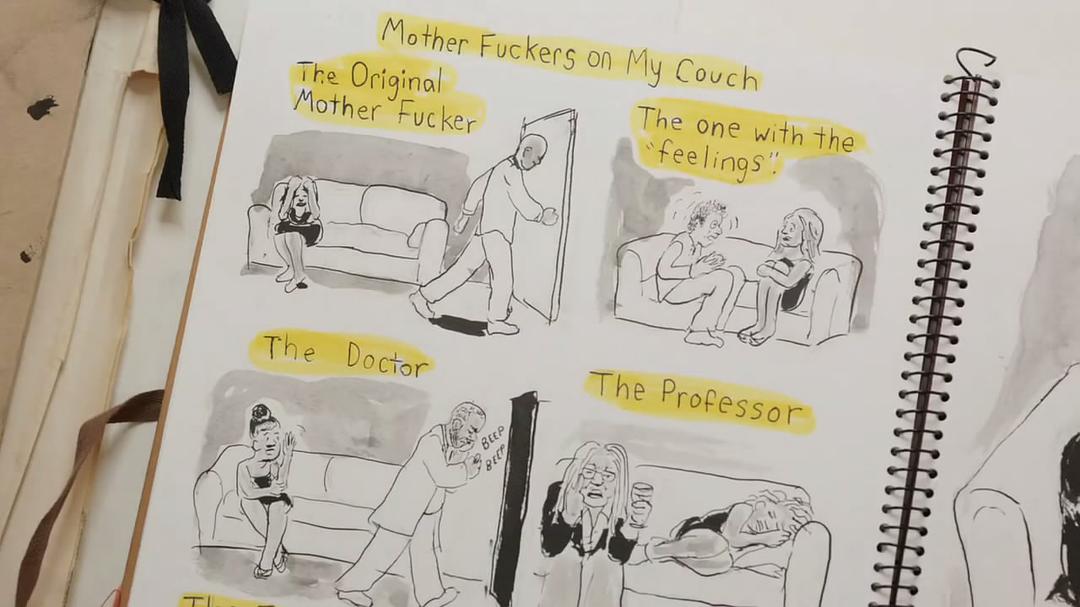 Mother Fuckers on My Couch
The Original
Mother Fucker
The one with the
"feelings".
The Doctor
BEEP
BEEP
The Professor